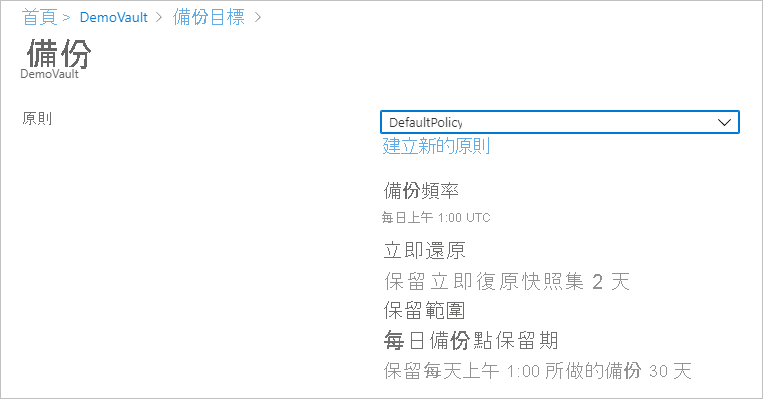 首頁 > DemoVault > 備份目標 >
備份
DemoVault
原則
DefaultPolicy
建立新的原則
備份頻率
每日上午 1:00 UTC
立即還原
保留立即復原快照集 2 天
保留範圍
每日備份點保留期
保留每天上午 1:00 所做的備份 30 天